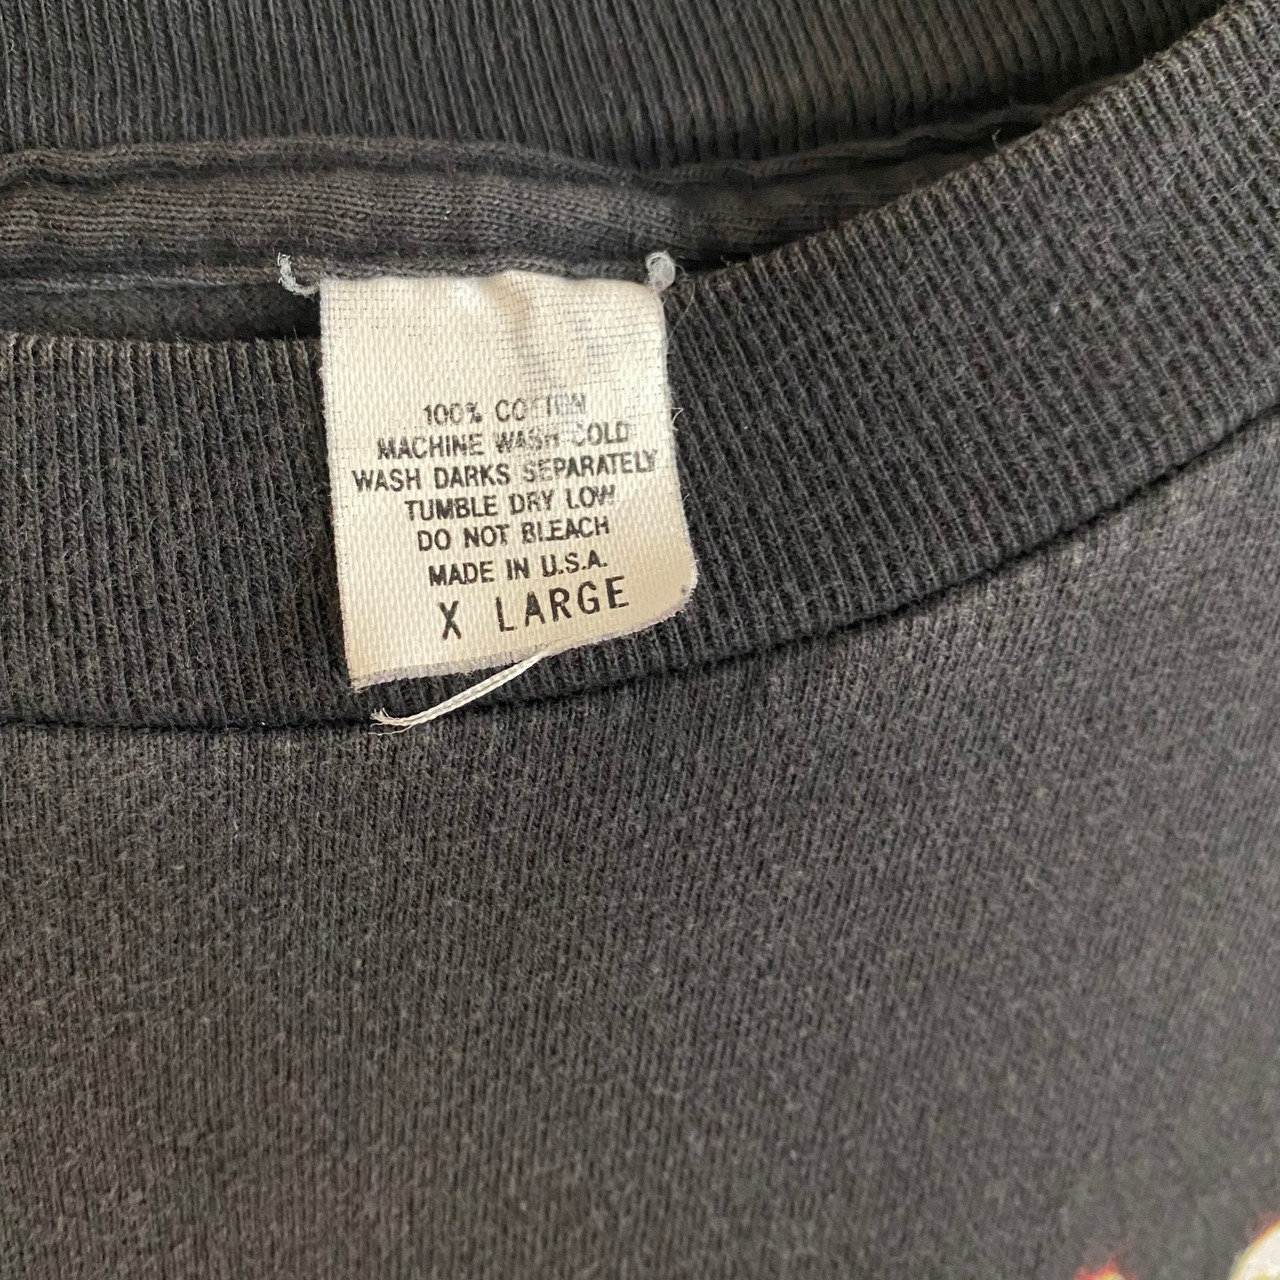 100% COTTON
MACHINE WASH COLD
WASH DARKS SEPARATELY
TUMBLE DRY LOW
DO NOT BLEACH
MADE IN U.S.A.
X LARGE